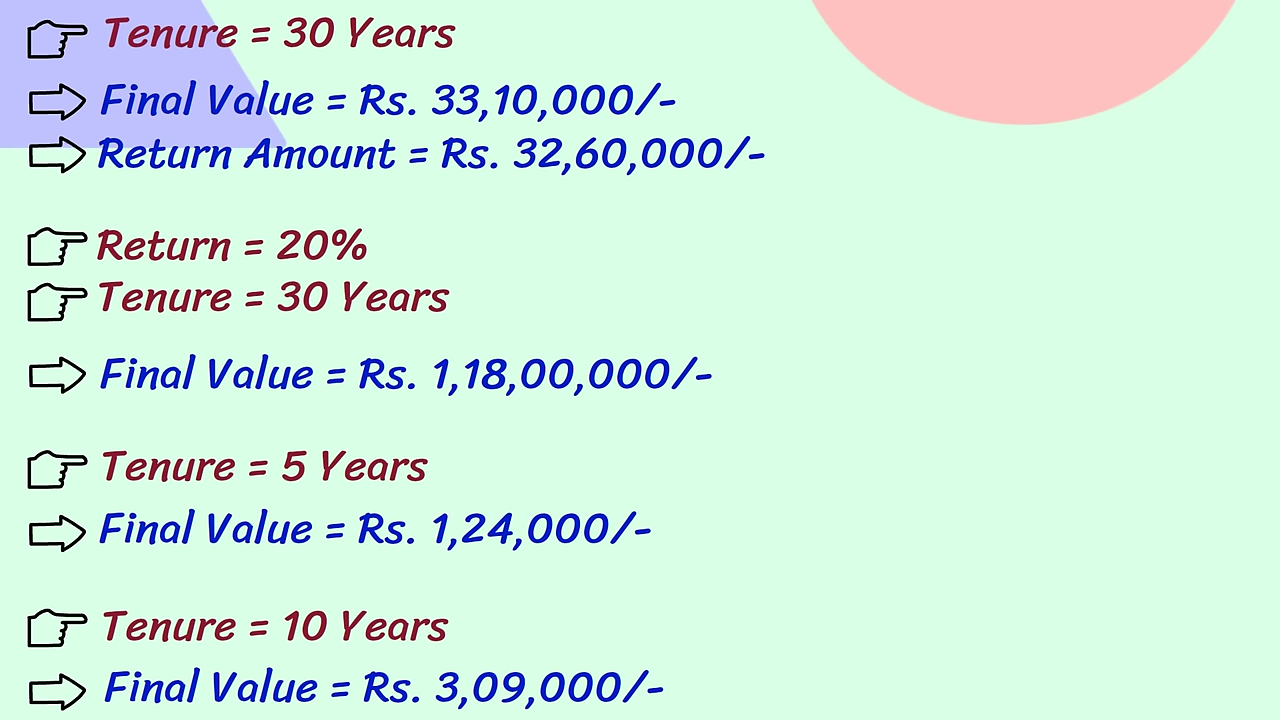 Tenure = 30 Years
Final Value = Rs. 33,10,000/-
Return Amount = Rs. 32,60,000/-
Return = 20%
Tenure = 30 Years
Final Value = Rs. 1,18,00,000/-
Tenure = 5 Years
Final Value = Rs. 1,24,000/-
Tenure = 10 Years
Final Value = Rs. 3,09,000/-